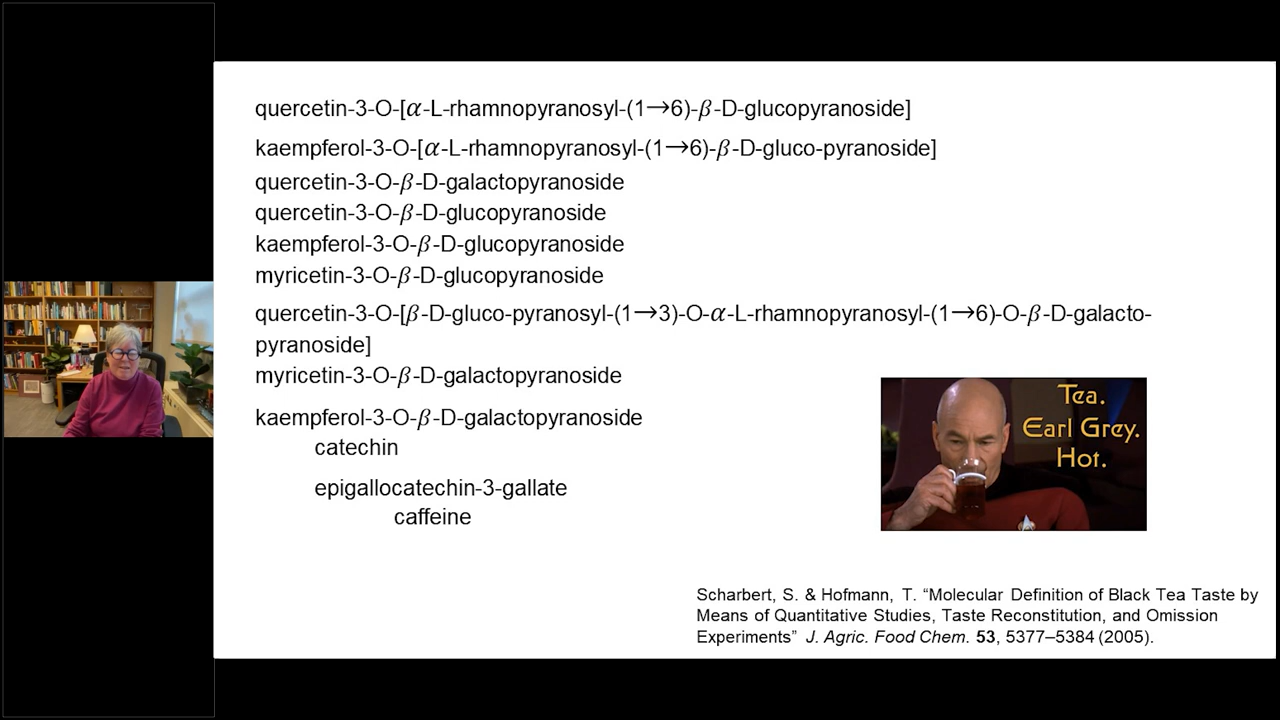 quercetin-3-O-[α-L-rhamnopyranosyl-(1→6)-β-D-glucopyranoside]
kaempferol-3-O-[α-L-rhamnopyranosyl-(1→6)-β-D-gluco-pyranoside]
quercetin-3-O-β-D-galactopyranoside
quercetin-3-O-β-D-glucopyranoside
kaempferol-3-O-β-D-glucopyranoside
myricetin-3-O-β-D-glucopyranoside
quercetin-3-O-[β-D-gluco-pyranosyl-(1→3)-O-α-L-rhamnopyranosyl-(1→6)-O-β-D-galacto-
pyranoside]
myricetin-3-O-β-D-galactopyranoside
kaempferol-3-O-β-D-galactopyranoside
catechin
epigallocatechin-3-gallate
caffeine
Tea.
Earl Grey.
Hot.
Scharbert, S. & Hofmann, T. “Molecular Definition of Black Tea Taste by
Means of Quantitative Studies, Taste Reconstitution, and Omission
Experiments” J. Agric. Food Chem. 53, 5377–5384 (2005).